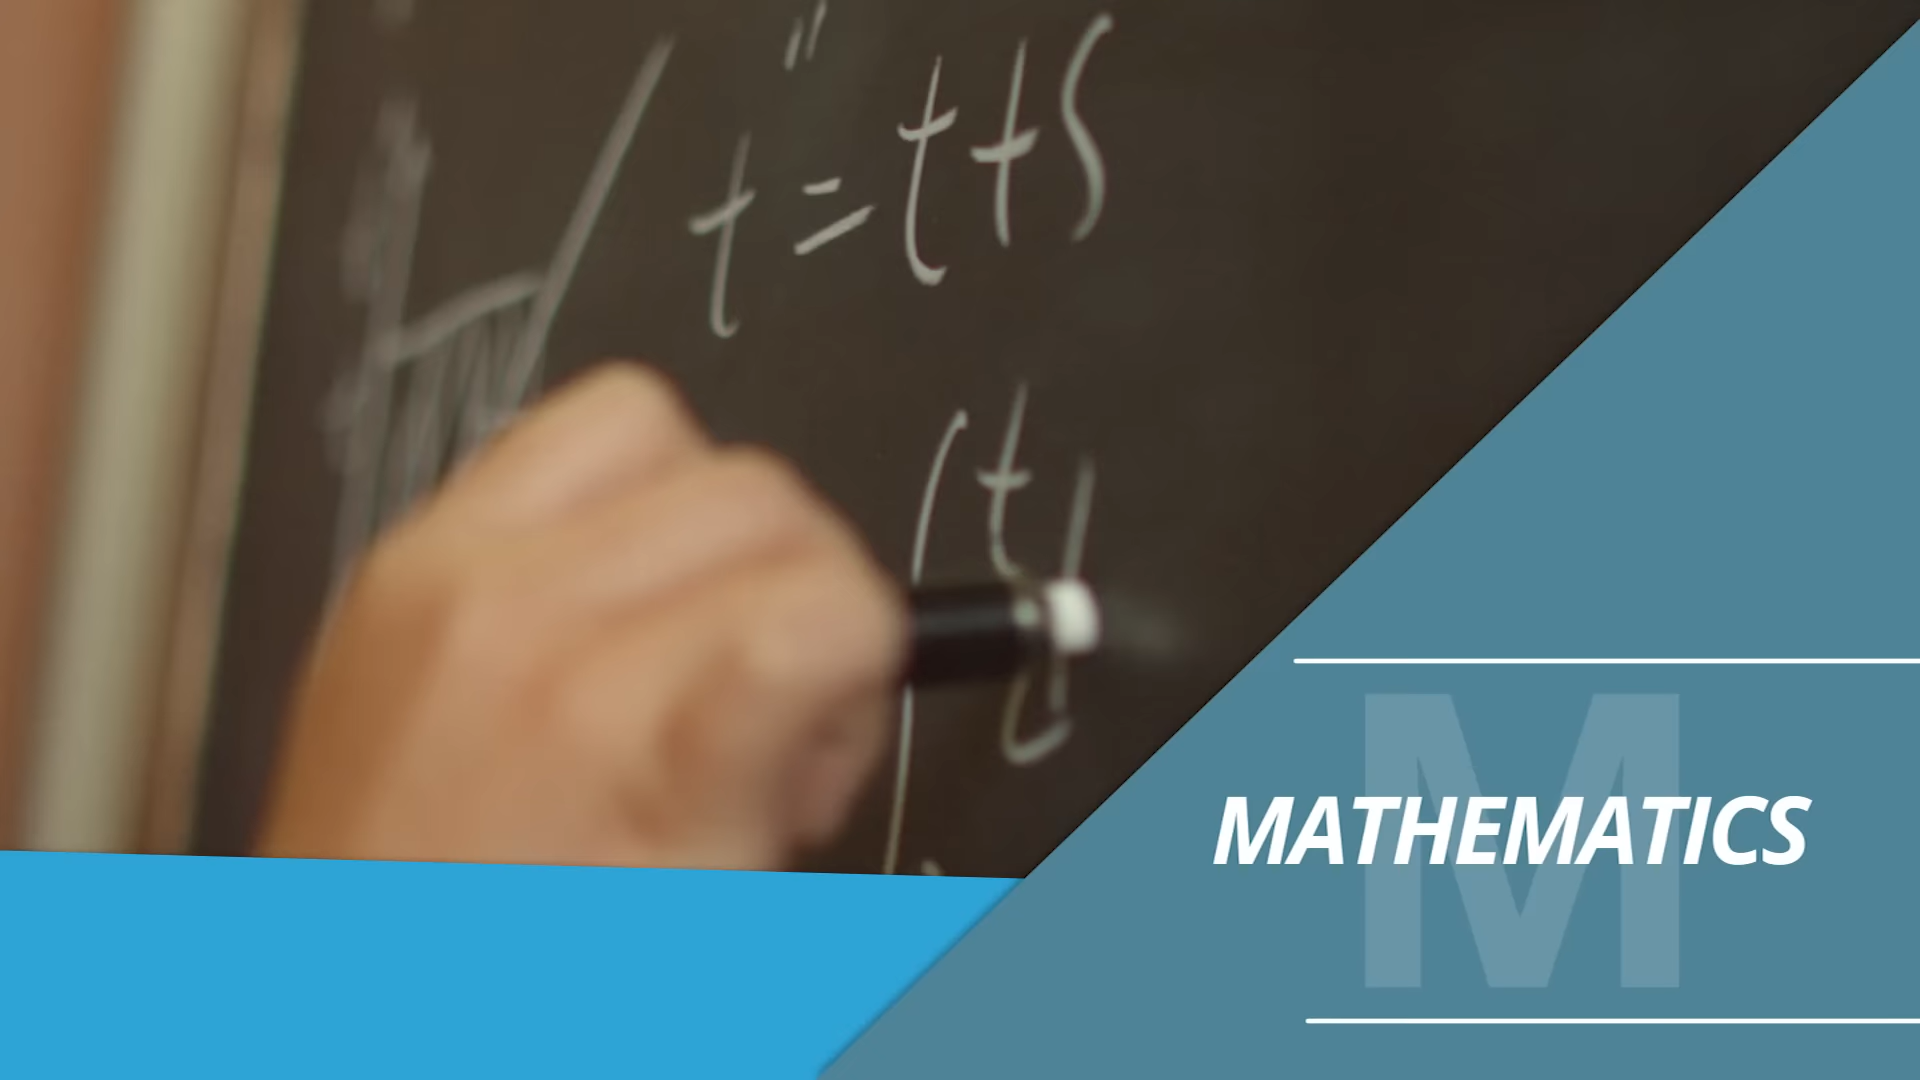 t = t + s
(t
M
MATHEMATICS